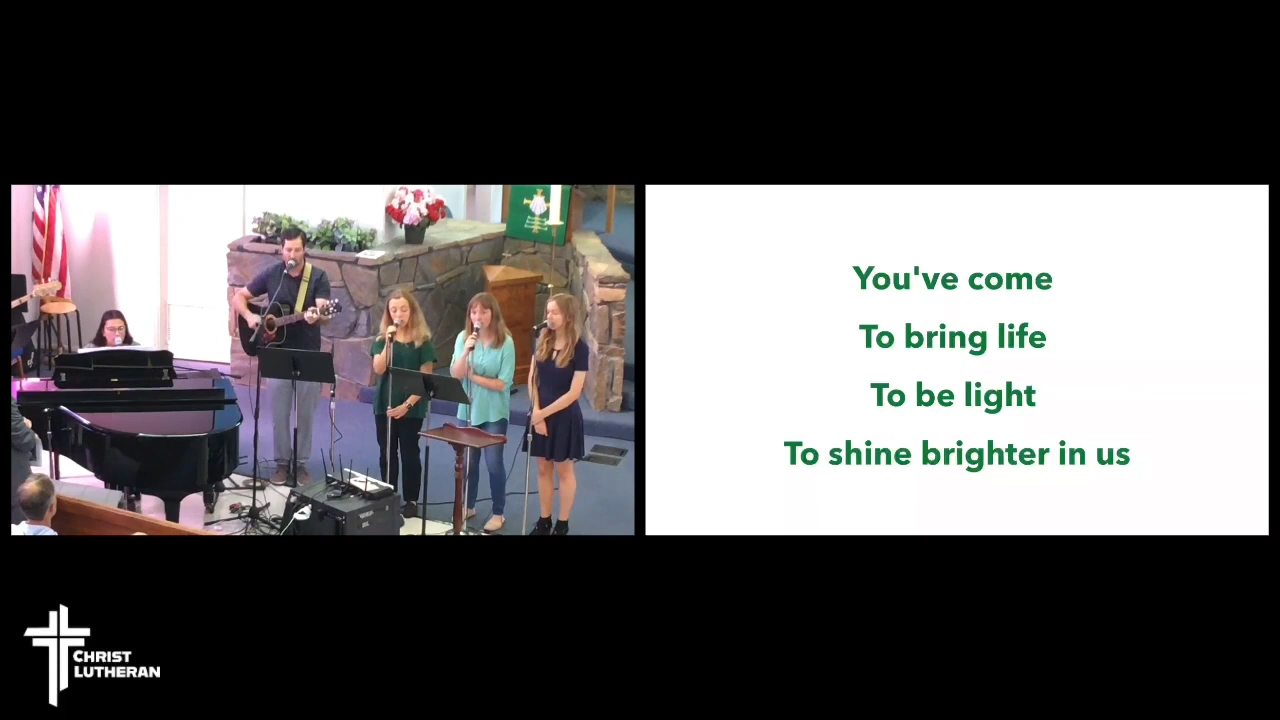 You've come
To bring life
To be light
To shine brighter in us
CHRIST
LUTHERAN